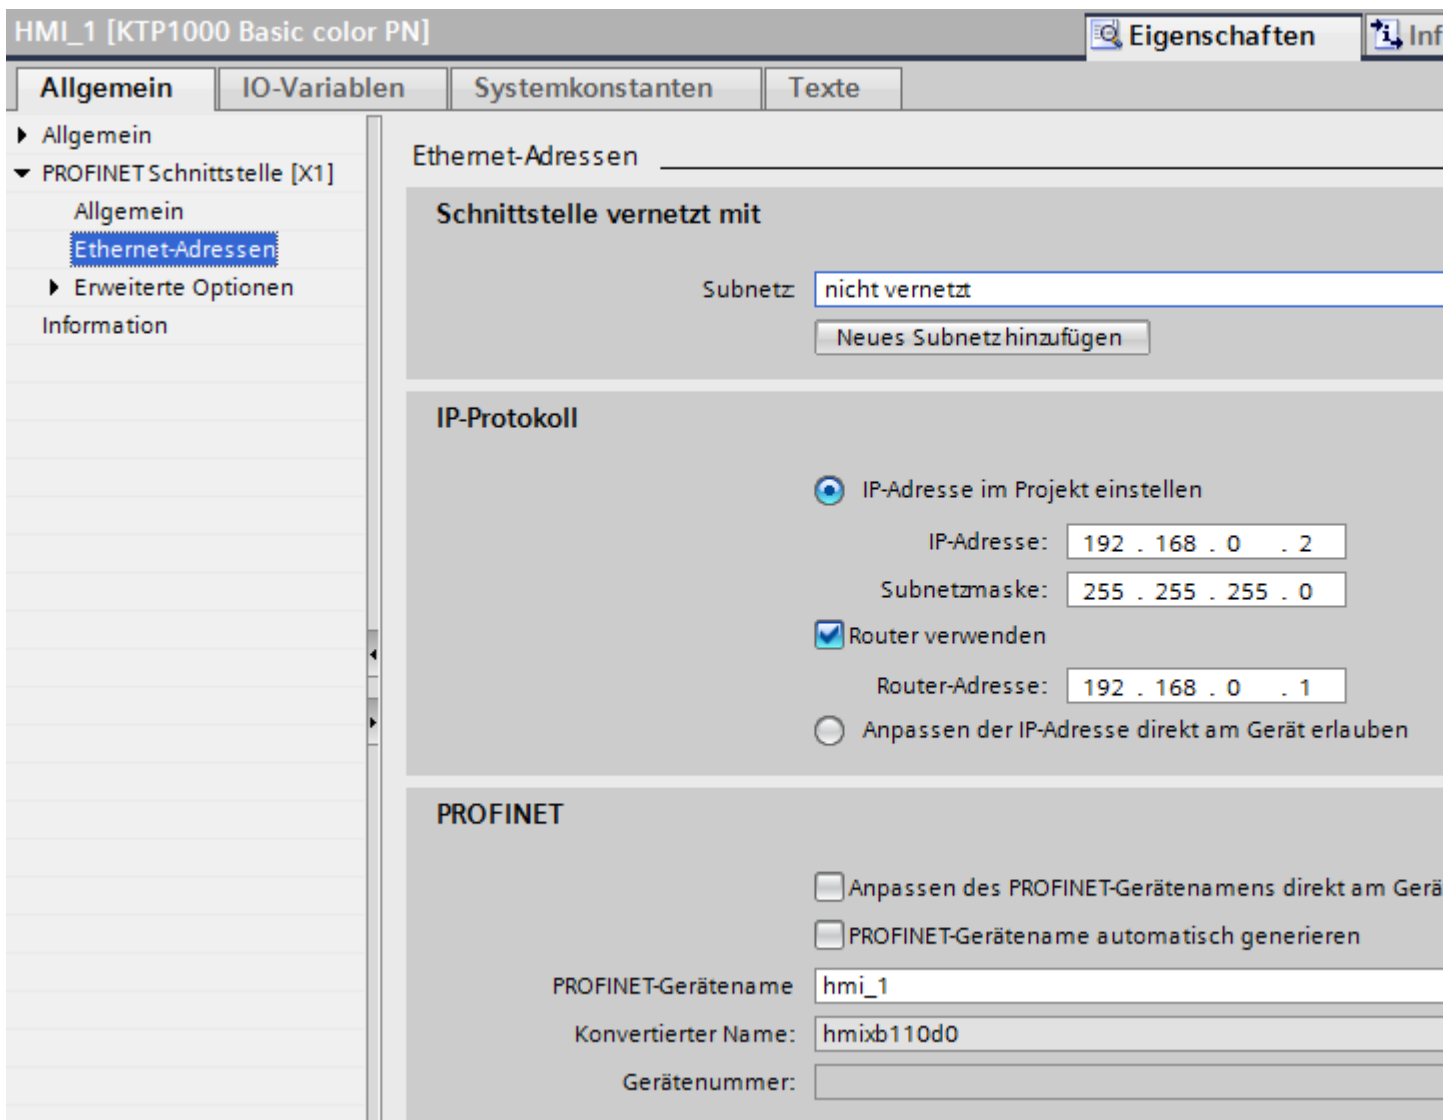 HMI_1 [KTP1000 Basic color PN]
Eigenschaften
Inf
Allgemein IO-Variablen Systemkonstanten Texte
Allgemein
PROFINET Schnittstelle [X1]
Allgemein
Ethernet-Adressen
Erweiterte Optionen
Information
Ethernet-Adressen
Schnittstelle vernetzt mit
Subnetz: nicht vernetzt
Neues Subnetz hinzufügen
IP-Protokoll
IP-Adresse im Projekt einstellen
IP-Adresse: 192 . 168 . 0 . 2
Subnetzmaske: 255 . 255 . 255 . 0
Router verwenden
Router-Adresse: 192 . 168 . 0 . 1
Anpassen der IP-Adresse direkt am Gerät erlauben
PROFINET
Anpassen des PROFINET-Gerätenamens direkt am Gerä
PROFINET-Gerätename automatisch generieren
PROFINET-Gerätename hmi_1
Konvertierter Name: hmixb110d0
Gerätenummer: